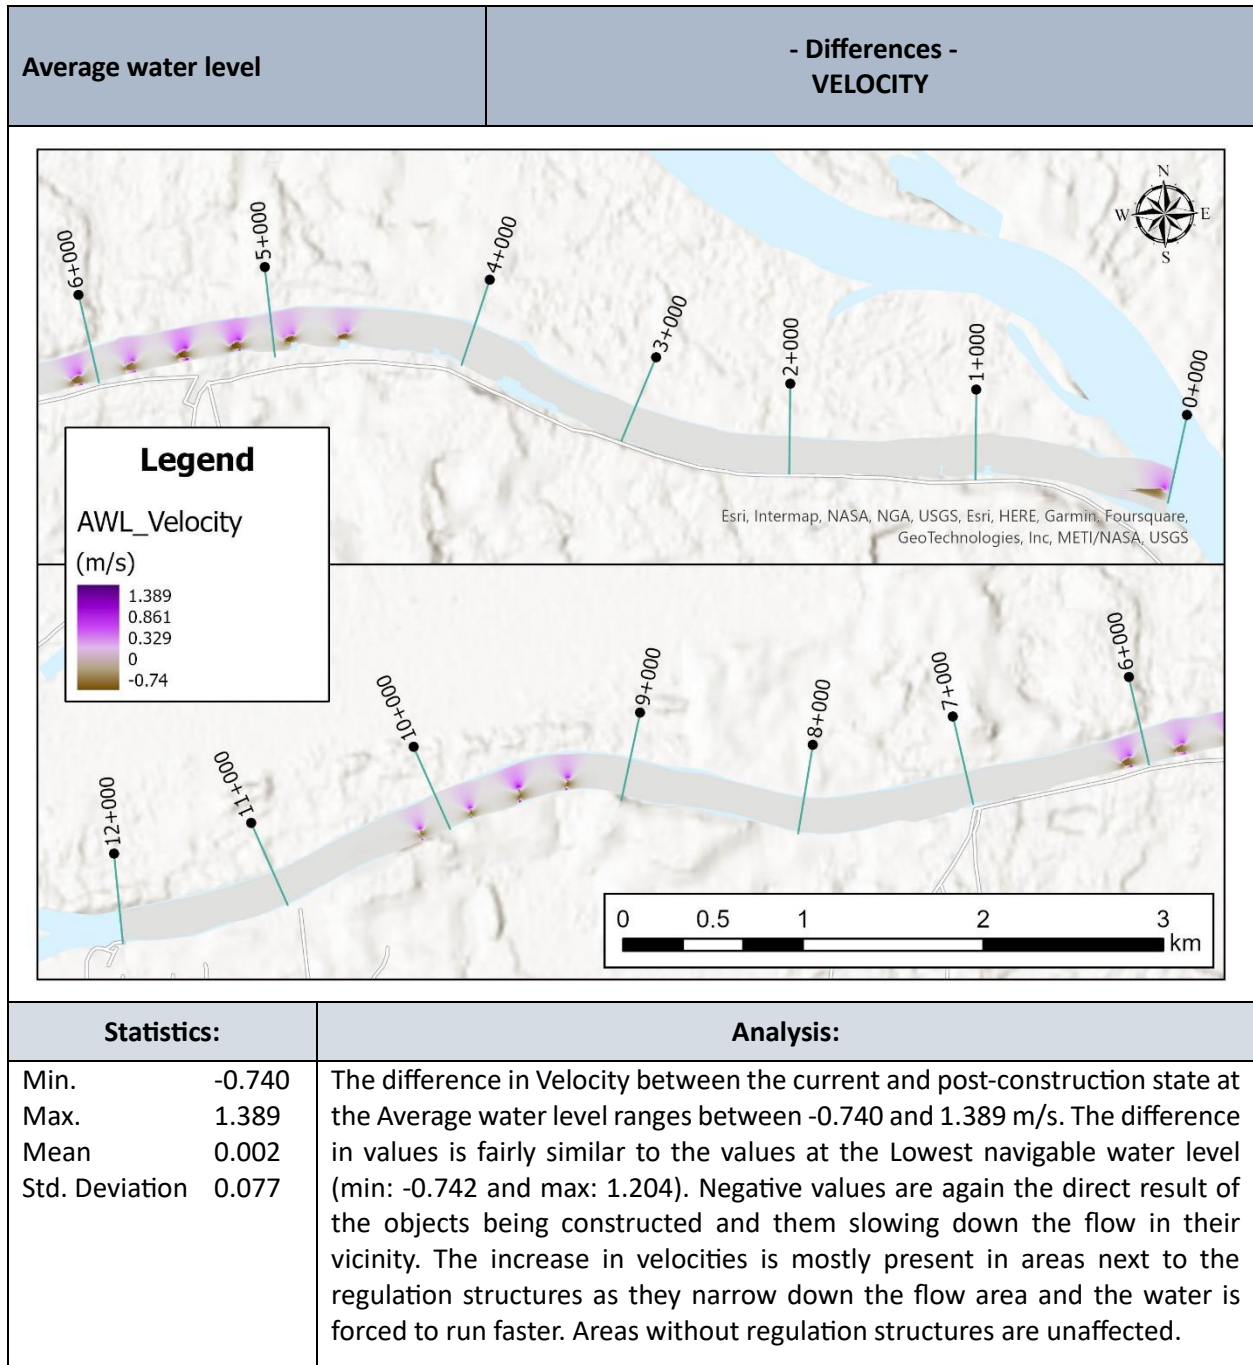 Average water level
- Differences -
VELOCITY
N
W
E
S
6+000
5+000
4+000
3+000
2+000
1+000
0+000
Esri, Intermap, NASA, NGA, USGS, Esri, HERE, Garmin, Foursquare,
GeoTechnologies, Inc, METI/NASA, USGS
Legend
AWL_Velocity
(m/s)
1.389
0.861
0.329
0
-0.74
12+000
11+000
10+000
9+000
8+000
7+000
6+000
0 0.5 1 2 3
km
Statistics:
Min. -0.740
Max. 1.389
Mean 0.002
Std. Deviation 0.077
Analysis:
The difference in Velocity between the current and post-construction state at
the Average water level ranges between -0.740 and 1.389 m/s. The difference
in values is fairly similar to the values at the Lowest navigable water level
(min: -0.742 and max: 1.204). Negative values are again the direct result of
the objects being constructed and them slowing down the flow in their
vicinity. The increase in velocities is mostly present in areas next to the
regulation structures as they narrow down the flow area and the water is
forced to run faster. Areas without regulation structures are unaffected.